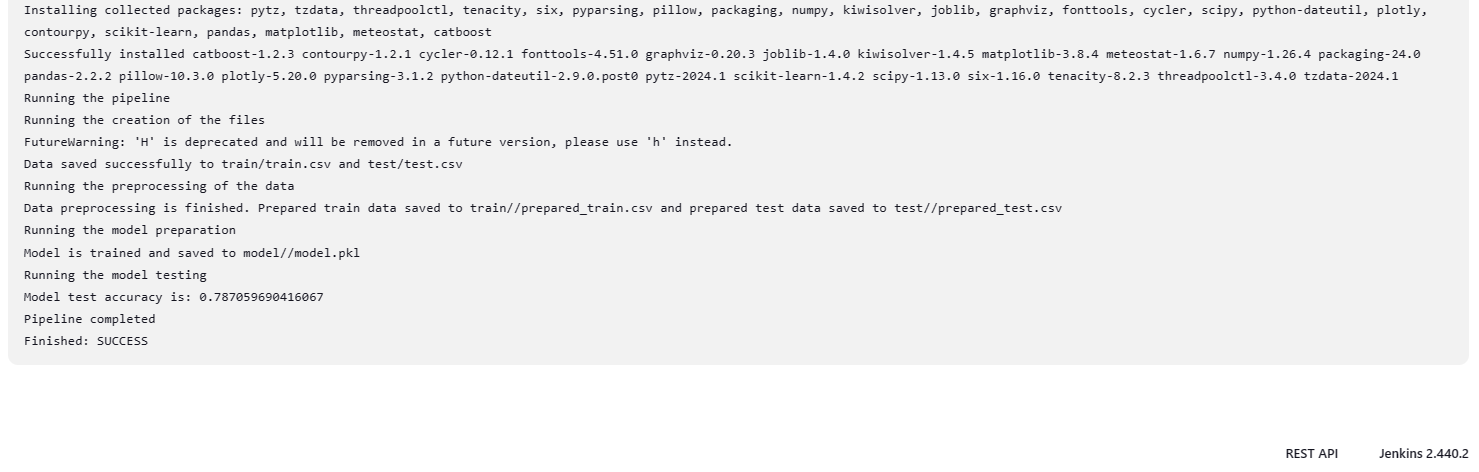 Installing collected packages: pytz, tzdata, threadpoolctl, tenacity, six, pyparsing, pillow, packaging, numpy, kiwisolver, joblib, graphviz, fonttools, cycler, scipy, python-dateutil, plotly,
contourpy, scikit-learn, pandas, matplotlib, meteostat, catboost
Successfully installed catboost-1.2.3 contourpy-1.2.1 cycler-0.12.1 fonttools-4.51.0 graphviz-0.20.3 joblib-1.4.0 kiwisolver-1.4.5 matplotlib-3.8.4 meteostat-1.6.7 numpy-1.26.4 packaging-24.0
pandas-2.2.2 pillow-10.3.0 plotly-5.20.0 pyparsing-3.1.2 python-dateutil-2.9.0.post0 pytz-2024.1 scikit-learn-1.4.2 scipy-1.13.0 six-1.16.0 tenacity-8.2.3 threadpoolctl-3.4.0 tzdata-2024.1
Running the pipeline
Running the creation of the files
FutureWarning: 'H' is deprecated and will be removed in a future version, please use 'h' instead.
Data saved successfully to train/train.csv and test/test.csv
Running the preprocessing of the data
Data preprocessing is finished. Prepared train data saved to train//prepared_train.csv and prepared test data saved to test//prepared_test.csv
Running the model preparation
Model is trained and saved to model//model.pkl
Running the model testing
Model test accuracy is: 0.787059690416067
Pipeline completed
Finished: SUCCESS
REST API Jenkins 2.440.2